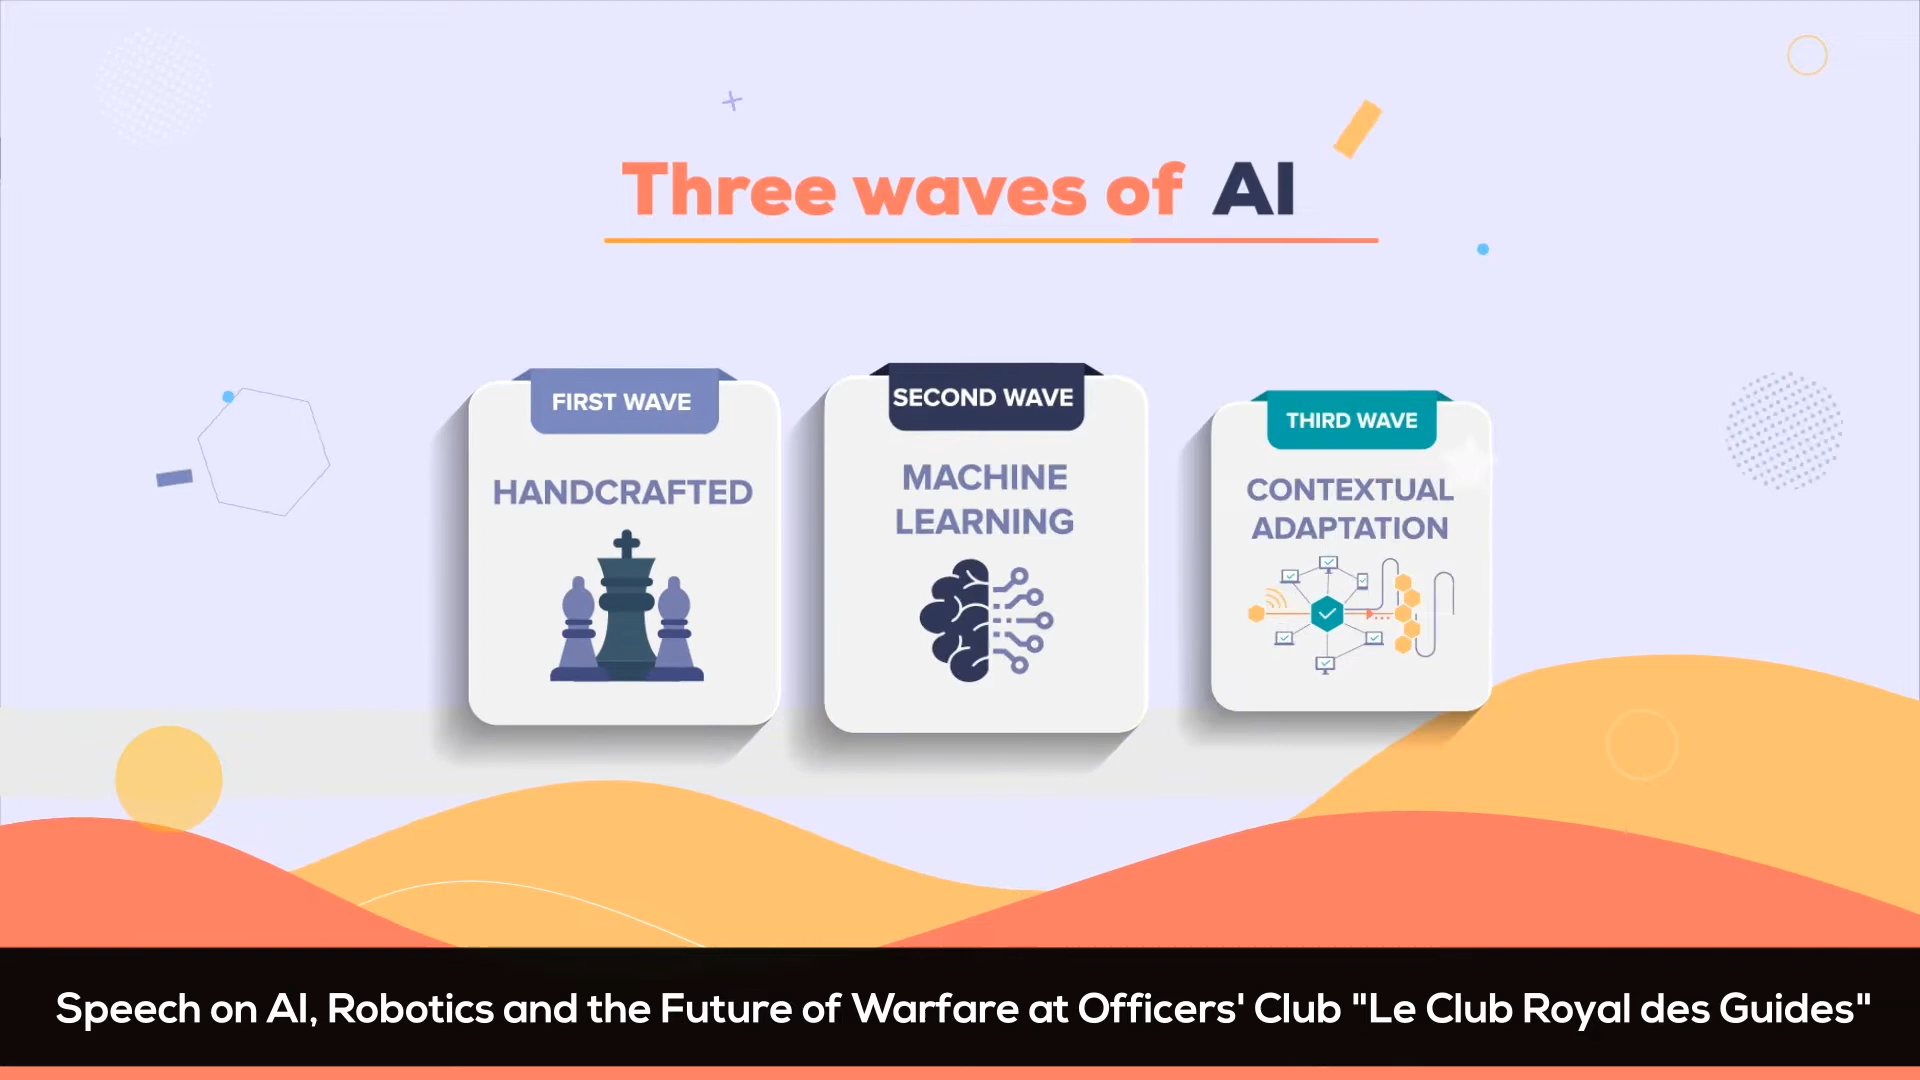 Three waves of AI
FIRST WAVE
HANDCRAFTED
SECOND WAVE
MACHINE
LEARNING
THIRD WAVE
CONTEXTUAL
ADAPTATION
Speech on AI, Robotics and the Future of Warfare at Officers' Club "Le Club Royal des Guides"